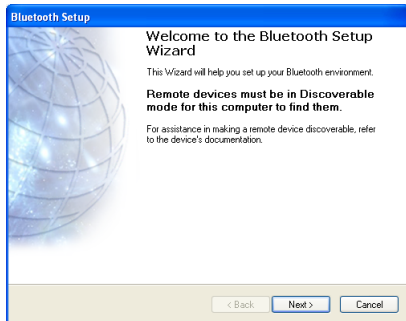 Bluetooth Setup
Welcome to the Bluetooth Setup
Wizard
This Wizard will help you set up your Bluetooth environment.
Remote devices must be in Discoverable
mode for this computer to find them.
For assistance in making a remote device discoverable, refer
to the device's documentation.
< Back Next > Cancel